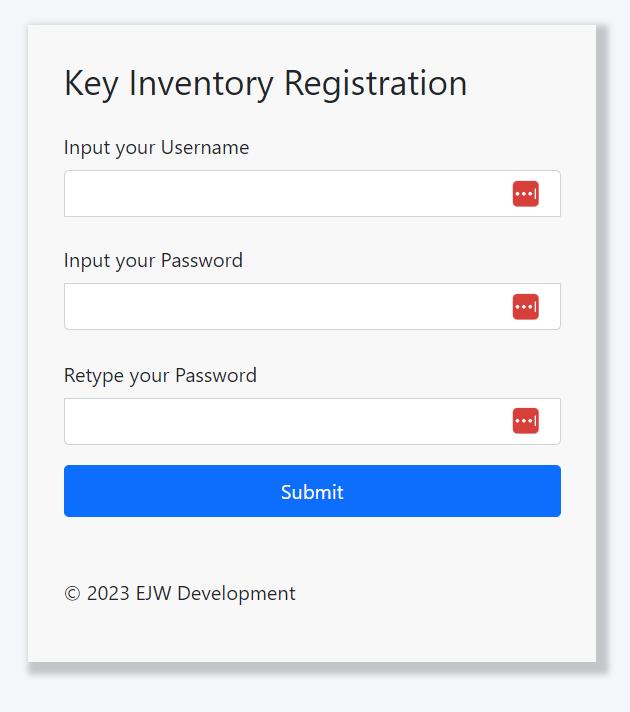 Key Inventory Registration
Input your Username
Input your Password
Retype your Password
Submit
© 2023 EJW Development